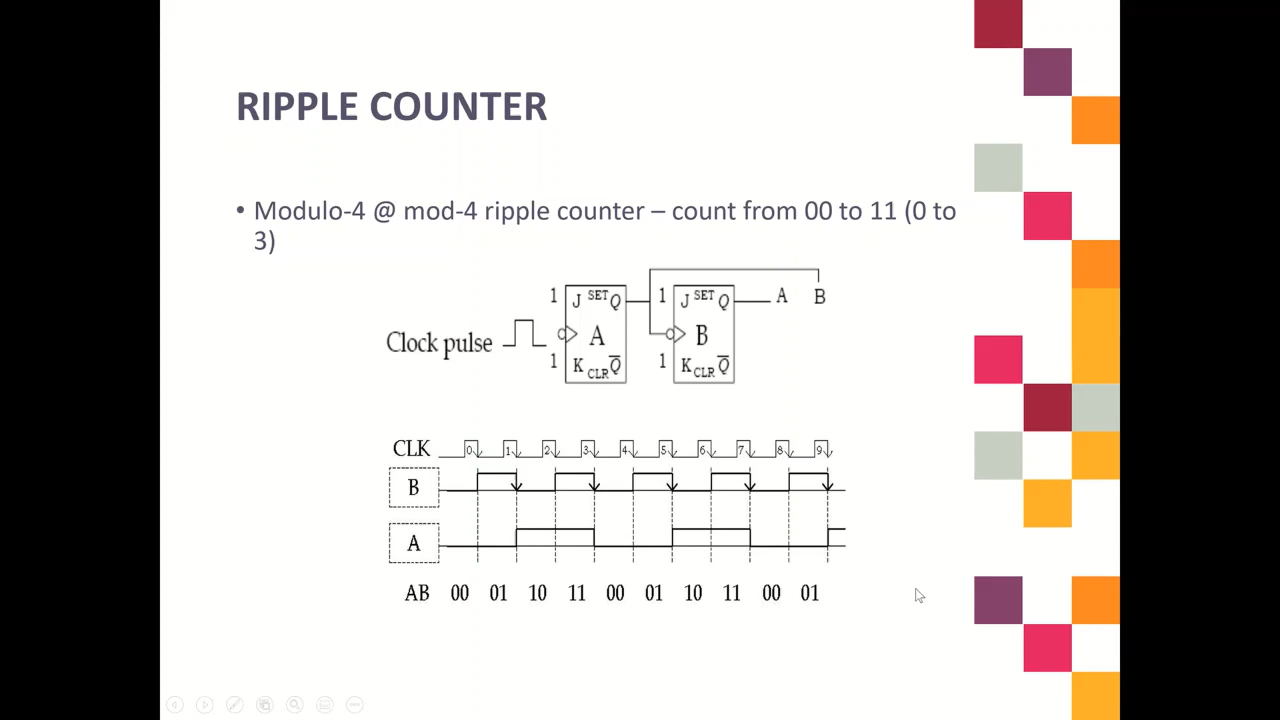 RIPPLE COUNTER
• Modulo-4 @ mod-4 ripple counter – count from 00 to 11 (0 to
3)
1 J SET Q 1 J SET Q A B
Clock pulse A B
1 K CLR Q̅ 1 K CLR Q̅
CLK 0 1 2 3 4 5 6 7 8 9
B
A
AB 00 01 10 11 00 01 10 11 00 01